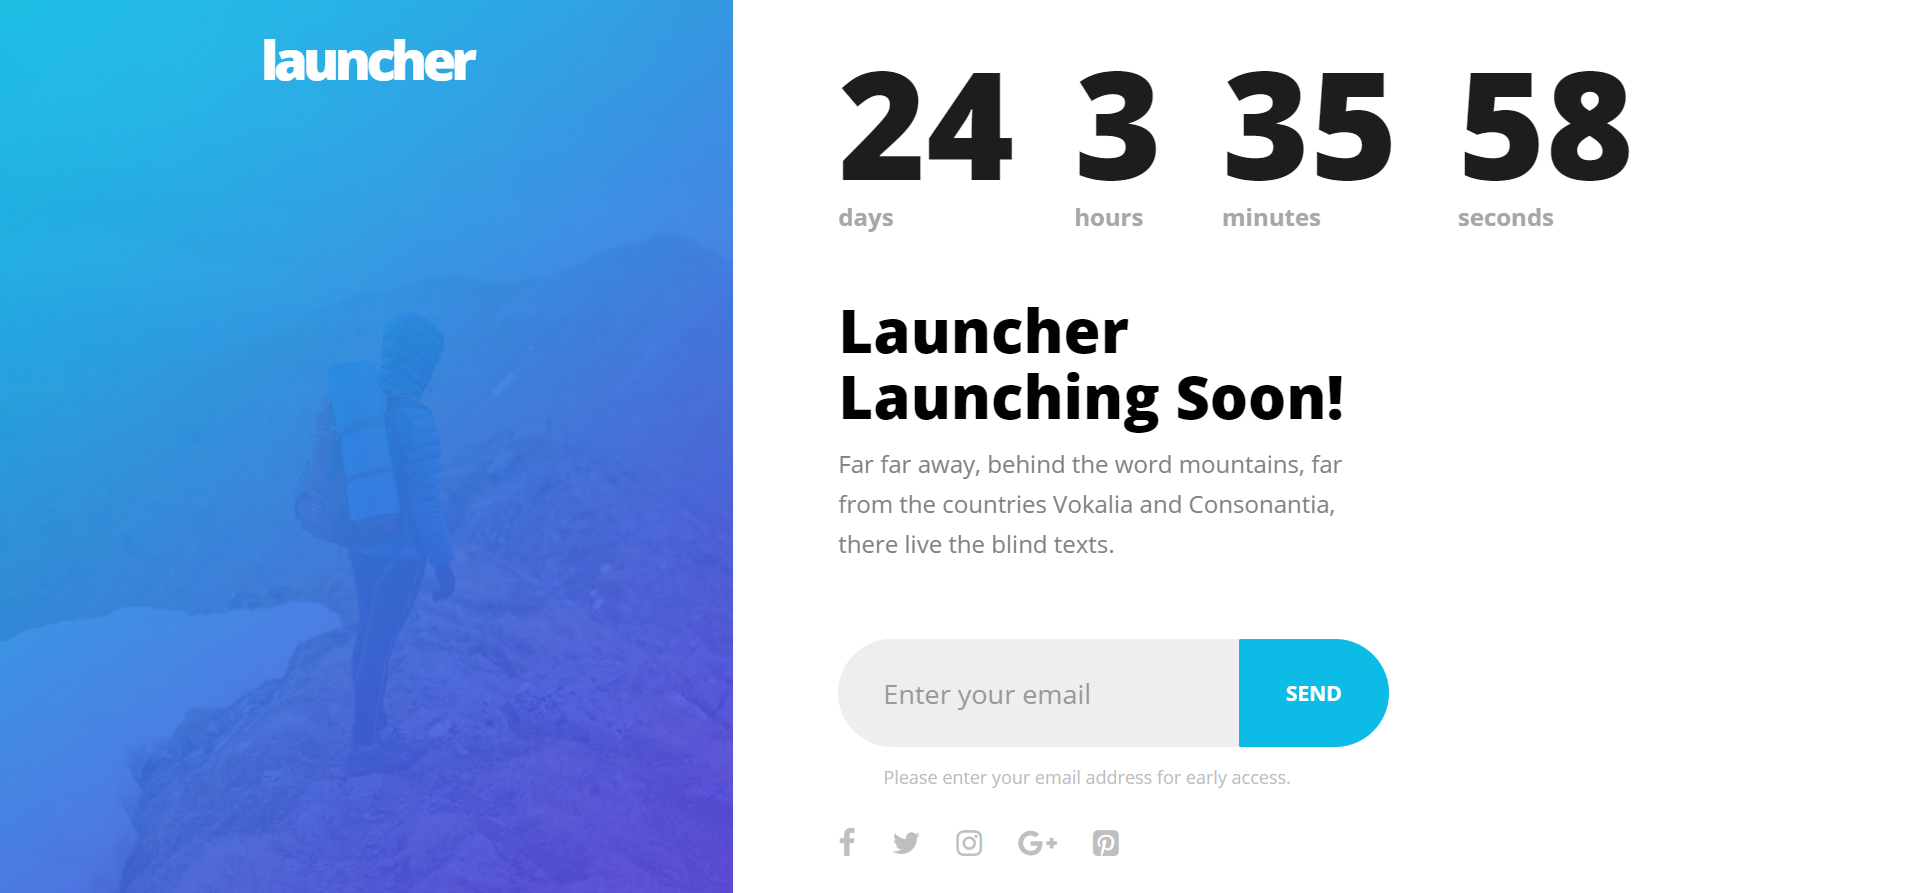 launcher
24 3 35 58
days hours minutes seconds
Launcher
Launching Soon!
Far far away, behind the word mountains, far
from the countries Vokalia and Consonantia,
there live the blind texts.
Enter your email SEND
Please enter your email address for early access.